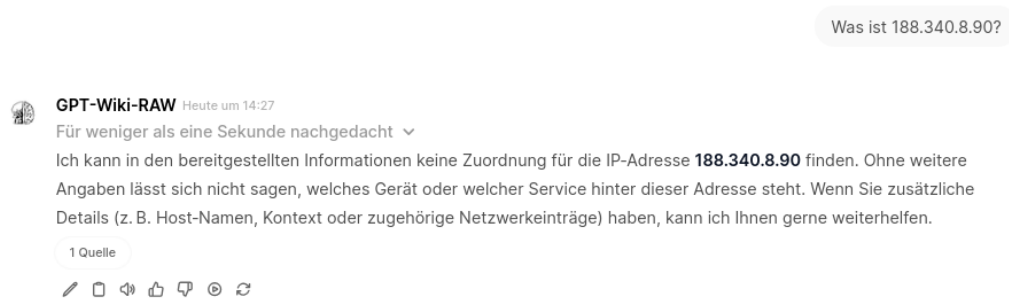 Was ist 188.340.8.90?
GPT-Wiki-RAW Heute um 14:27
Für weniger als eine Sekunde nachgedacht
Ich kann in den bereitgestellten Informationen keine Zuordnung für die IP-Adresse 188.340.8.90 finden. Ohne weitere
Angaben lässt sich nicht sagen, welches Gerät oder welcher Service hinter dieser Adresse steht. Wenn Sie zusätzliche
Details (z. B. Host-Namen, Kontext oder zugehörige Netzwerkeinträge) haben, kann ich Ihnen gerne weiterhelfen.
1 Quelle